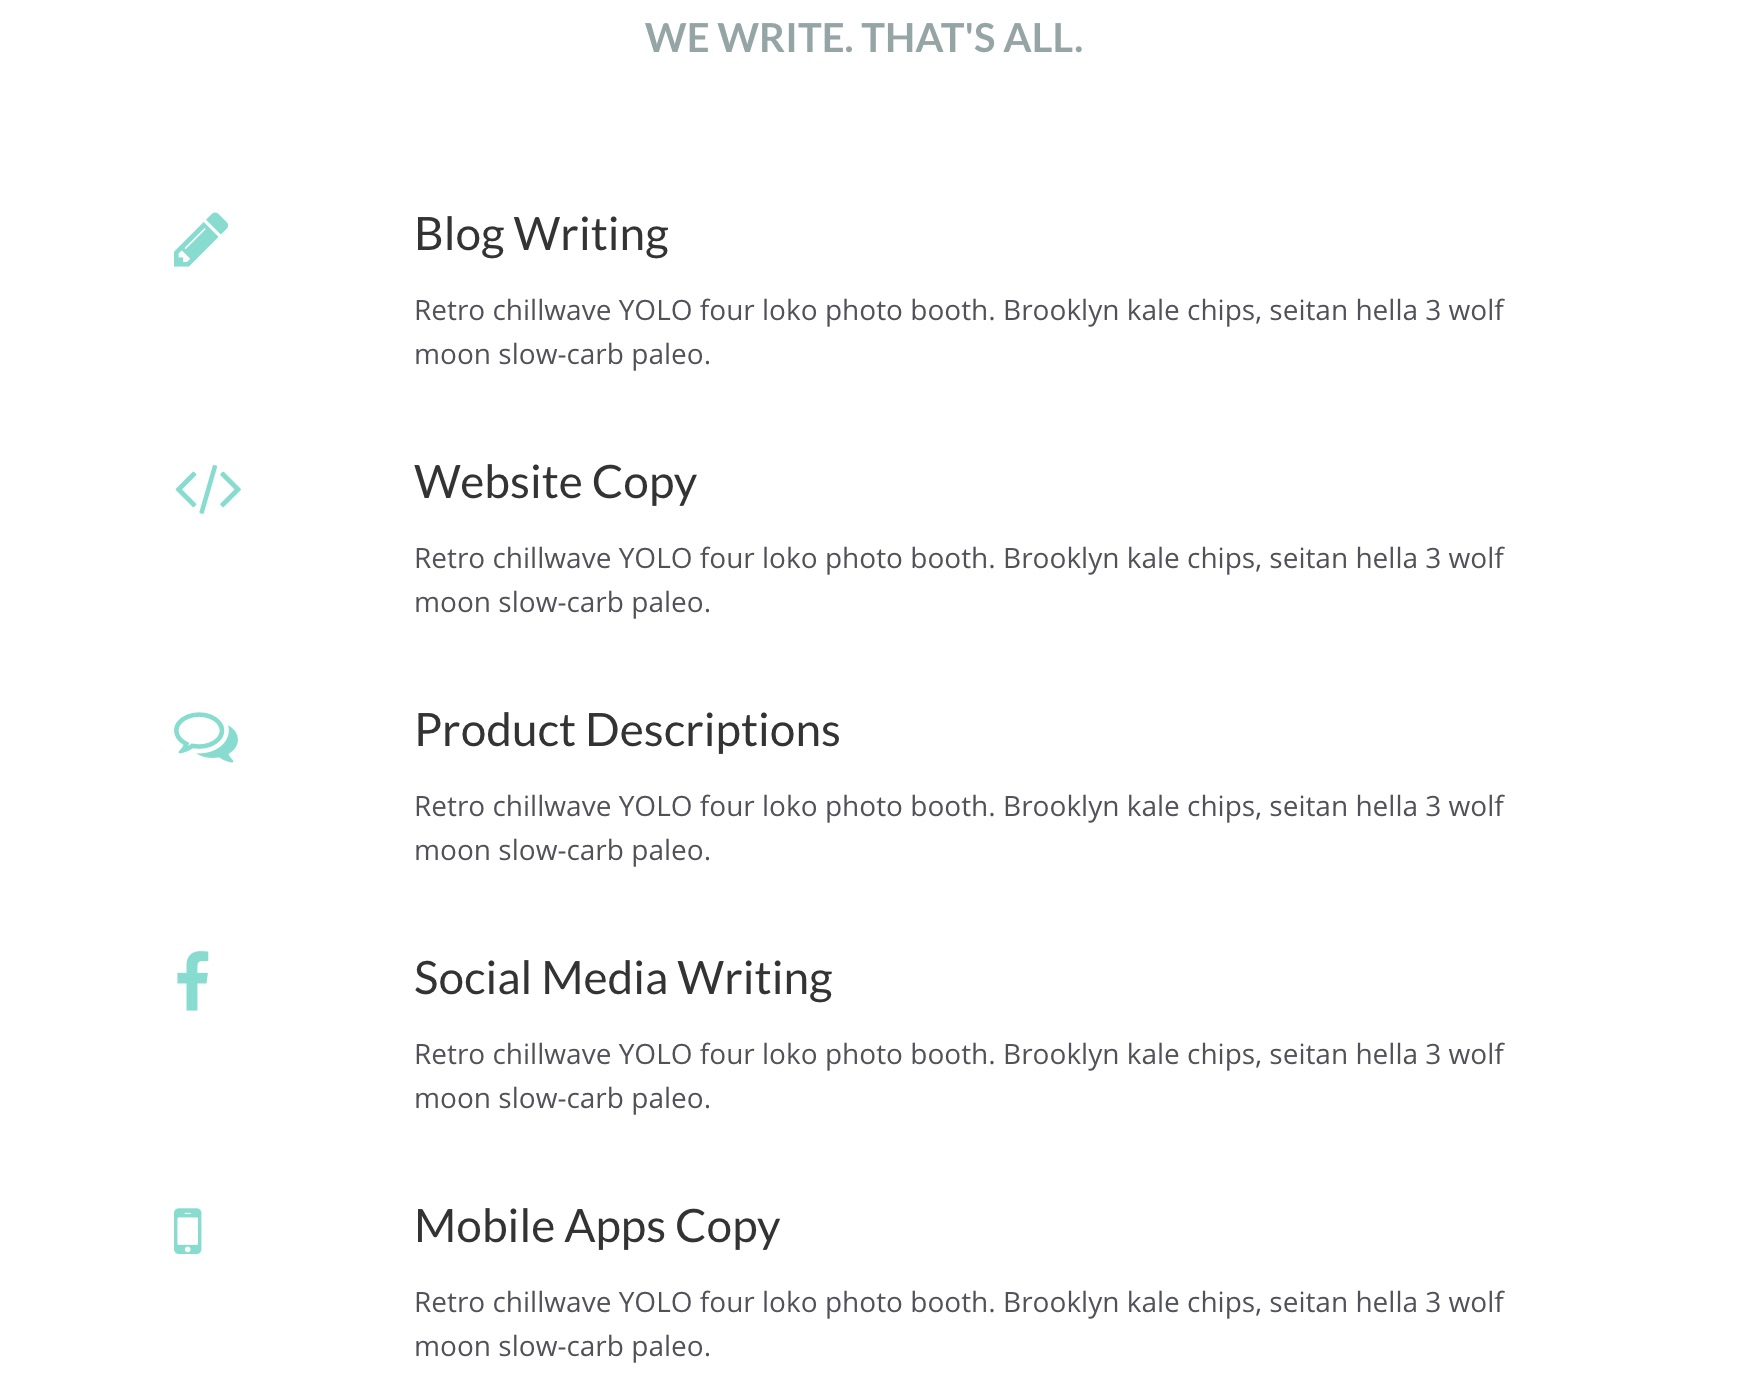 WE WRITE. THAT'S ALL.
Blog Writing
Retro chillwave YOLO four loko photo booth. Brooklyn kale chips, seitan hella 3 wolf
moon slow-carb paleo.
Website Copy
Retro chillwave YOLO four loko photo booth. Brooklyn kale chips, seitan hella 3 wolf
moon slow-carb paleo.
Product Descriptions
Retro chillwave YOLO four loko photo booth. Brooklyn kale chips, seitan hella 3 wolf
moon slow-carb paleo.
Social Media Writing
Retro chillwave YOLO four loko photo booth. Brooklyn kale chips, seitan hella 3 wolf
moon slow-carb paleo.
Mobile Apps Copy
Retro chillwave YOLO four loko photo booth. Brooklyn kale chips, seitan hella 3 wolf
moon slow-carb paleo.